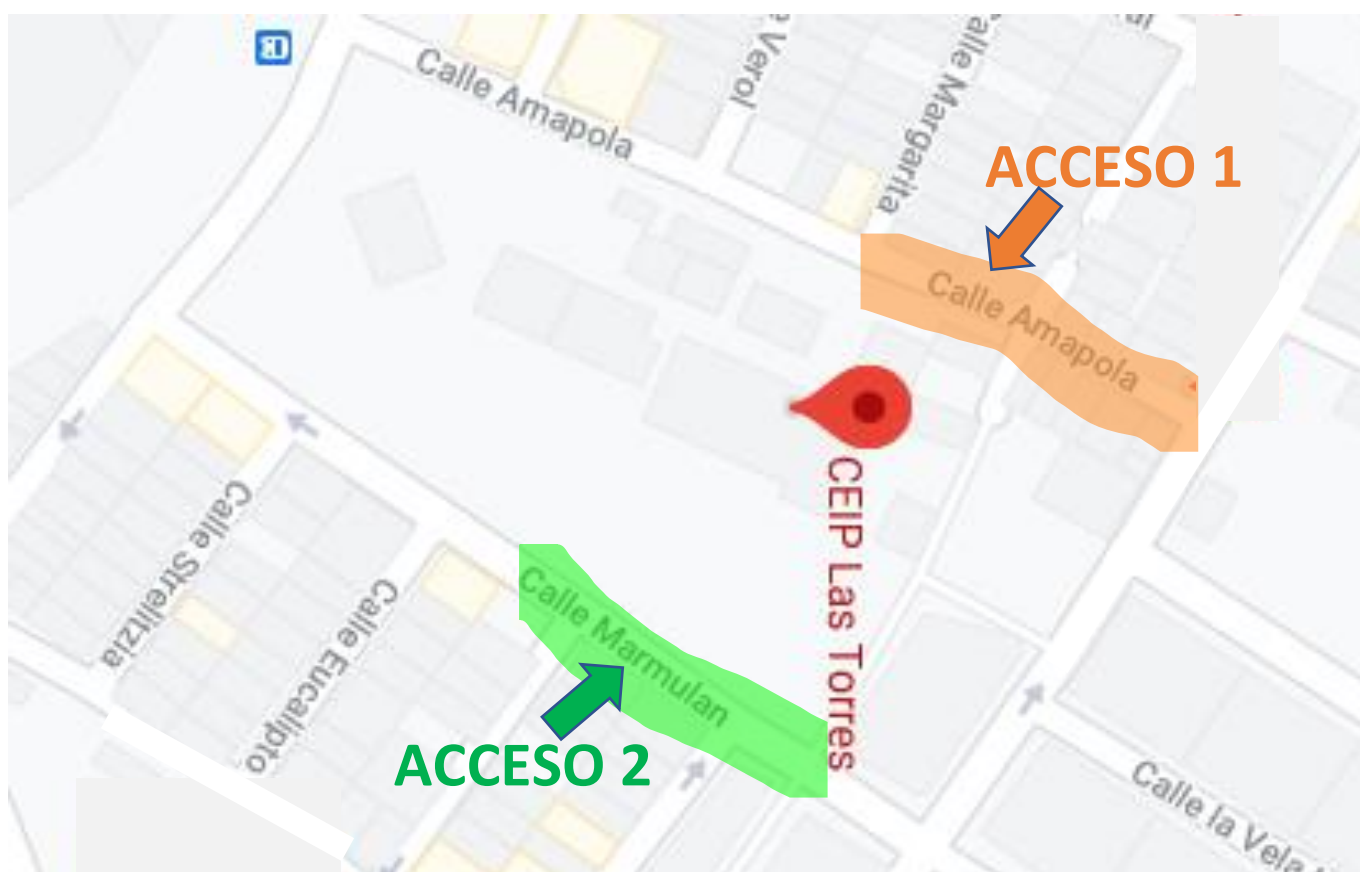 Calle Amapola
Verol
Calle Margarita
ACCESO 1
Calle Amapola
CEIP Las Torres
Calle Strelitzia
Calle Eucalipto
Calle Marmulan
ACCESO 2
Calle la Vela